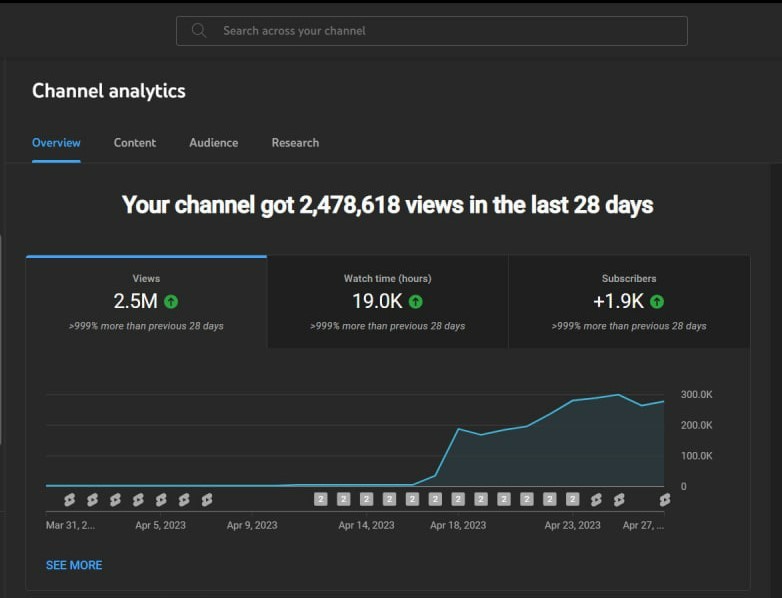 Search across your channel
Channel analytics
Overview Content Audience Research
Your channel got 2,478,618 views in the last 28 days
Views Watch time (hours) Subscribers
2.5M 19.0K +1.9K
>999% more than previous 28 days >999% more than previous 28 days >999% more than previous 28 days
300.0K
200.0K
100.0K
0
2 2 2 2 2 2 2 2 2 2 2 2
Mar 31, 2... Apr 5, 2023 Apr 9, 2023 Apr 14, 2023 Apr 18, 2023 Apr 23, 2023 Apr 27, ...
SEE MORE